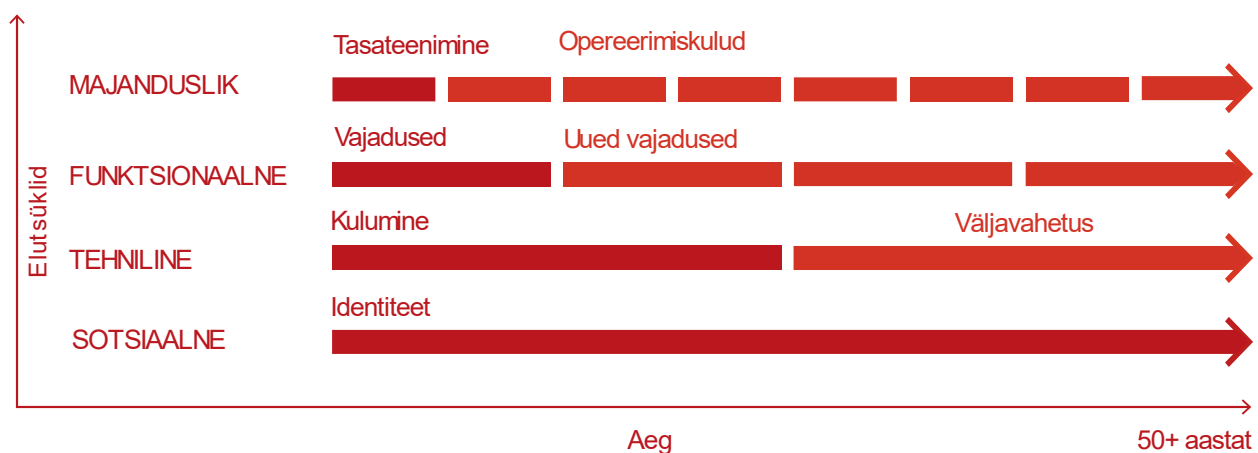 Tasateenimine
Opereerimiskulud
MAJANDUSLIK
Vajadused
Uued vajadused
FUNKTSIONAALNE
Kulumine
Väljavahetus
TEHNILINE
Identiteet
SOTSIAALNE
Elutsüklid
Aeg
50+ aastat